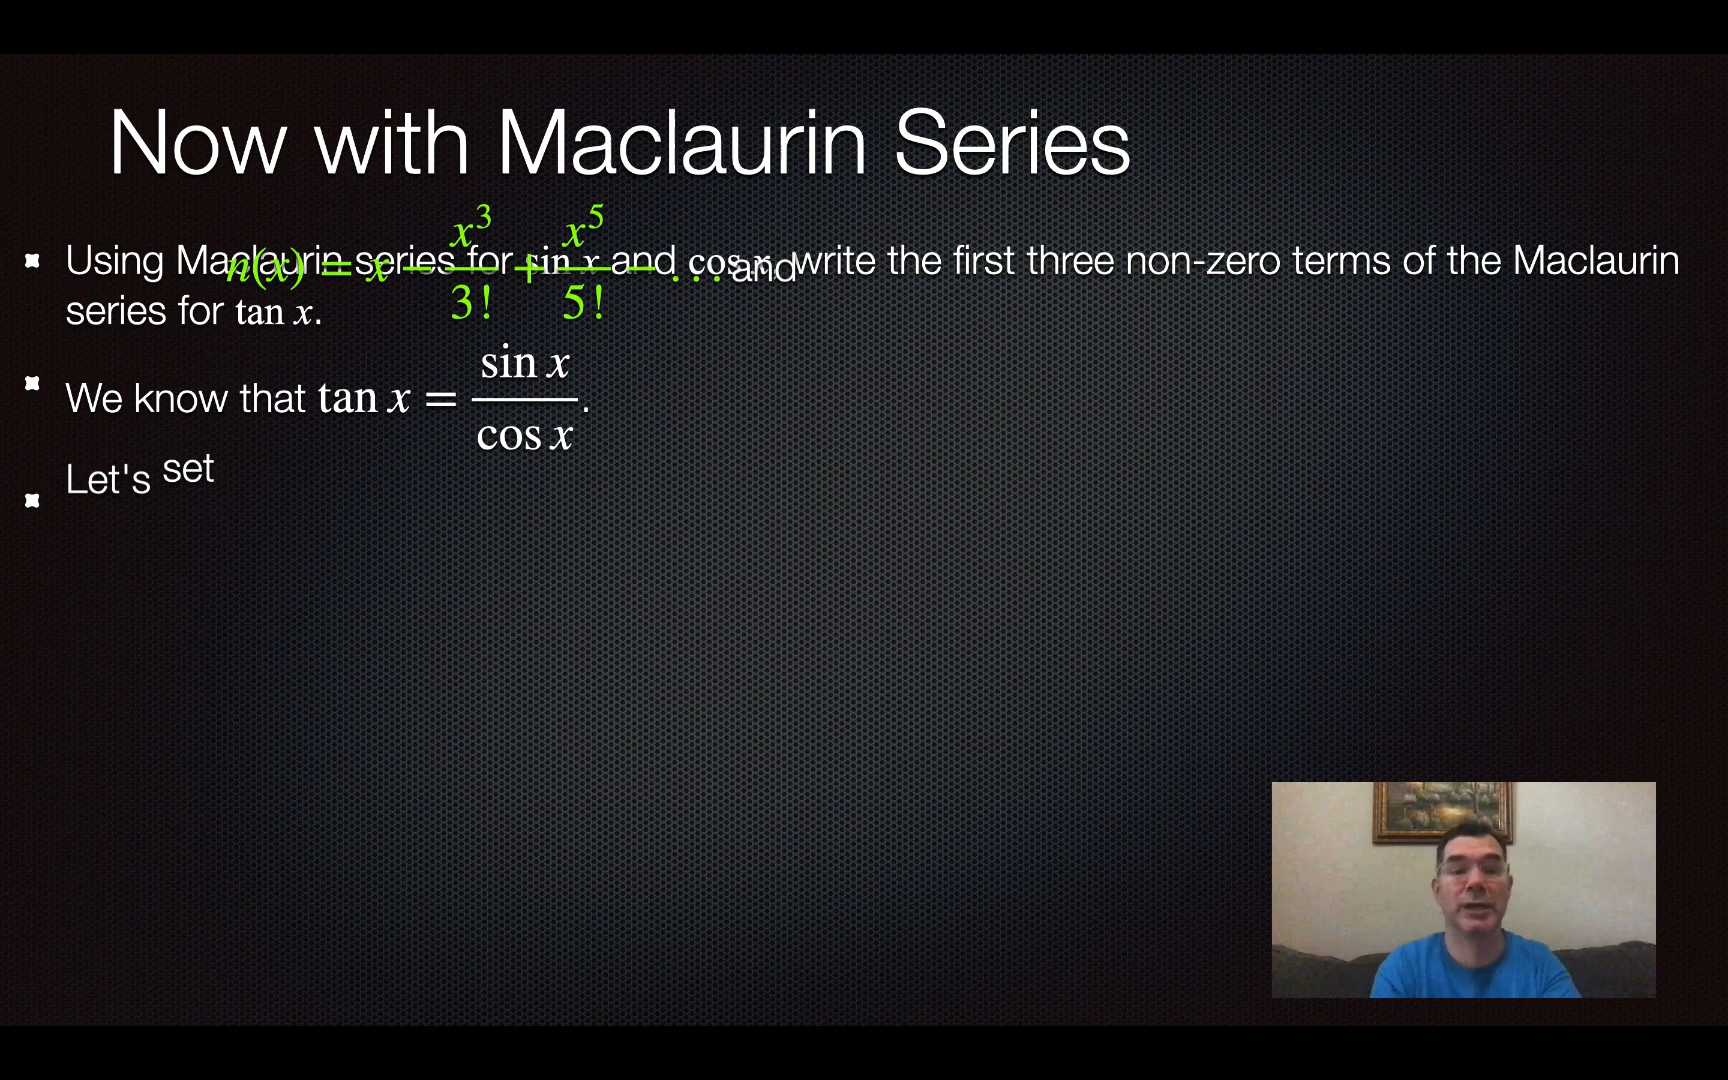 Now with Maclaurin Series
Using Maclaurin series for sin x and cos x, write the first three non-zero terms of the Maclaurin
series for tan x.
n(x) = x − x³/3! + x⁵/5! − … and
We know that tan x = sin x/cos x.
Let's set